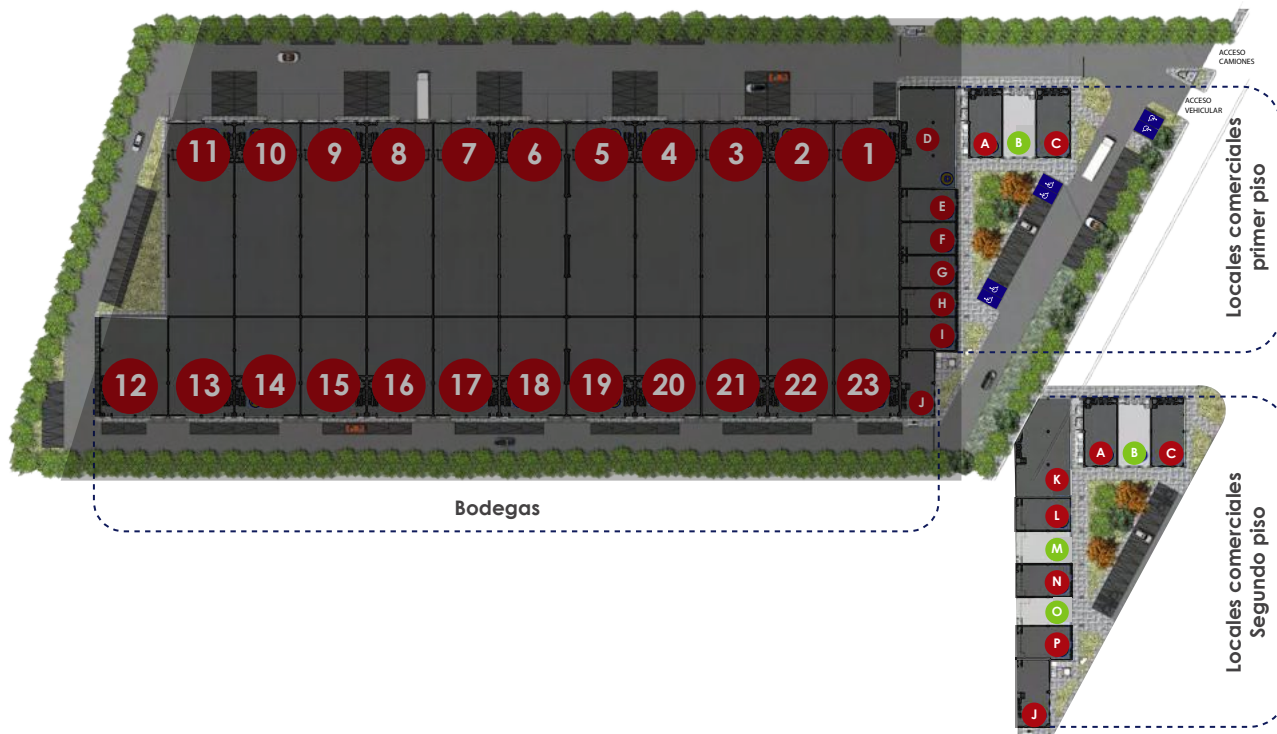 ACCESO
CAMIONES
ACCESO
VEHICULAR
11 10 9 8 7 6 5 4 3 2 1
D
A B C
E
F
G
H
I
J
12 13 14 15 16 17 18 19 20 21 22 23
Bodegas
Locales comerciales
primer piso
A B C
K
L
M
N
O
P
J
Locales comerciales
Segundo piso